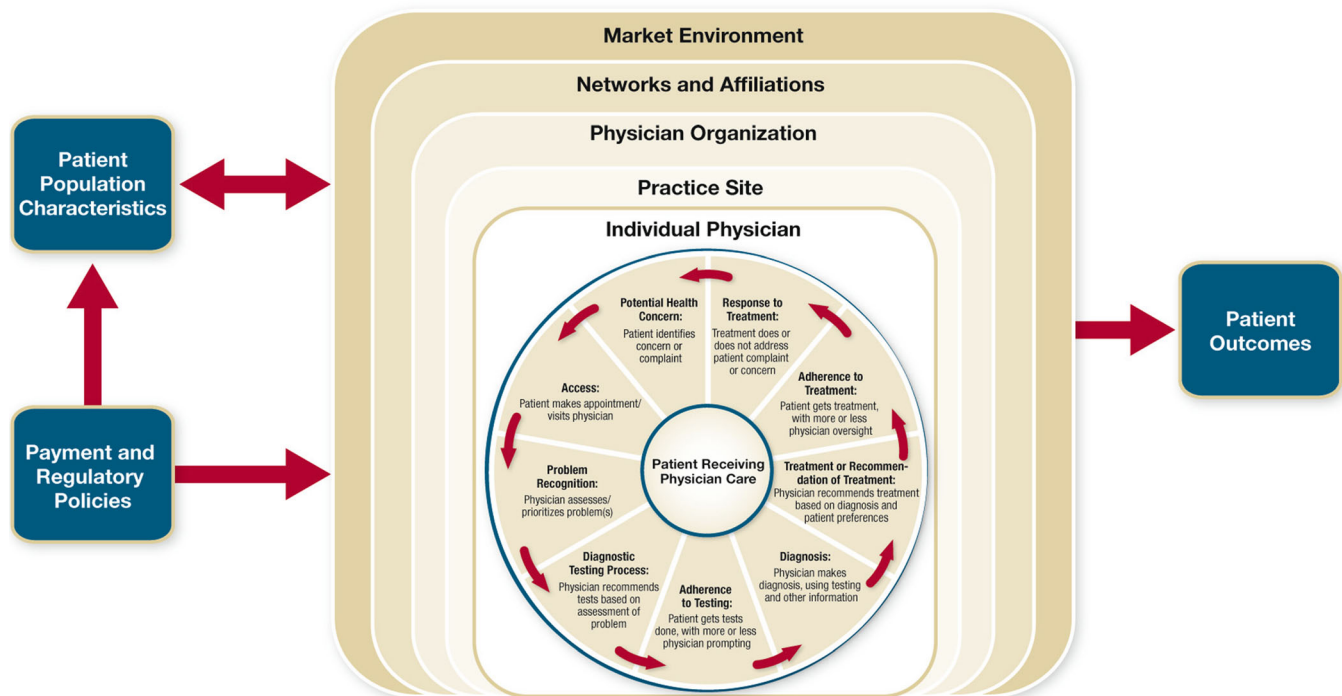 Market Environment
Networks and Affiliations
Physician Organization
Practice Site
Individual Physician
Patient
Population
Characteristics
Payment and
Regulatory
Policies
Patient
Outcomes
Potential Health
Concern:
Patient identifies
concern or
complaint
Access:
Patient makes appointment/
visits physician
Problem
Recognition:
Physician assesses/
prioritizes problem(s)
Diagnostic
Testing Process:
Physician recommends
tests based on
assessment of
problem
Adherence
to Testing:
Patient gets tests
done, with more or less
physician prompting
Diagnosis:
Physician makes
diagnosis, using testing
and other information
Treatment or Recommen-
dation of Treatment:
Physician recommends treatment
based on diagnosis and
patient preferences
Adherence to
Treatment:
Patient gets treatment,
with more or less
physician oversight
Response to
Treatment:
Treatment does or
does not address
patient complaint
or concern
Patient Receiving
Physician Care